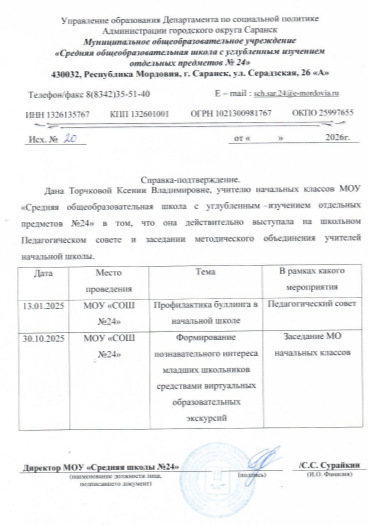 Управление образования Департамента по социальной политике
Администрации городского округа Саранск
Муниципальное общеобразовательное учреждение
«Средняя общеобразовательная школа с углубленным изучением
отдельных предметов № 24»
430032, Республика Мордовия, г. Саранск, ул. Серадзская, 26 «А»
Телефон/факс 8(8342)35-51-40 E – mail : sch.sar.24@e-mordovia.ru
ИНН 1326135767 КПП 132601001 ОГРН 1021300981767 ОКПО 25997655
Исх. № 20 от « » 2026г.
Справка-подтверждение.
Дана Торчковой Ксении Владимировне, учителю начальных классов МОУ
«Средняя общеобразовательная школа с углубленным изучением отдельных
предметов №24» в том, что она действительно выступала на школьном
Педагогическом совете и заседании методического объединения учителей
начальной школы.
Дата Место проведения Тема В рамках какого мероприятия
13.01.2025 МОУ «СОШ №24» Профилактика буллинга в начальной школе Педагогический совет
30.10.2025 МОУ «СОШ №24» Формирование познавательного интереса младших школьников средствами виртуальных образовательных экскурсий Заседание МО начальных классов
Директор МОУ «Средняя школы №24» /С.С. Сурайкин
(наименование должности лица, (подпись) (И.О. Фамилия)
подписавшего документ)